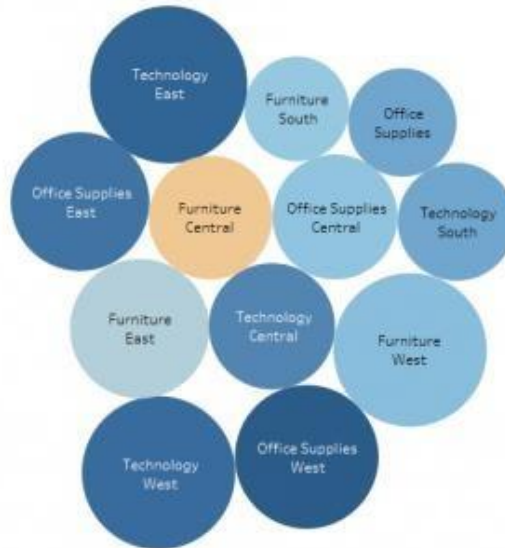 Technology
East
Furniture
South
Office
Supplies
Office Supplies
East
Furniture
Central
Office Supplies
Central
Technology
South
Furniture
East
Technology
Central
Furniture
West
Technology
West
Office Supplies
West